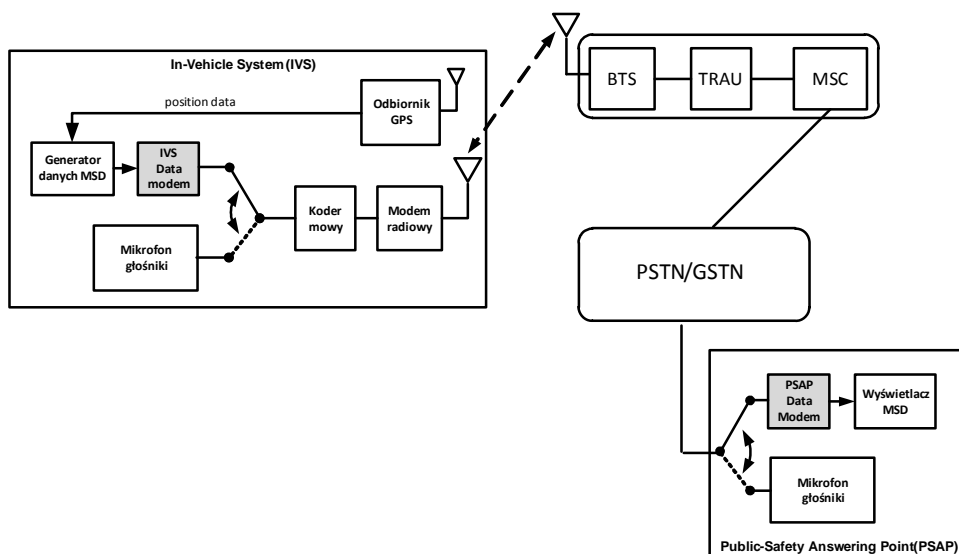 In-Vehicle System (IVS)
position data
Odbiornik
GPS
Generator
danych MSD
IVS
Data
modem
Koder
mowy
Modem
radiowy
Mikrofon
głośniki
BTS
TRAU
MSC
PSTN/GSTN
PSAP
Data
Modem
Wyświetlacz
MSD
Mikrofon
głośniki
Public-Safety Answering Point(PSAP)